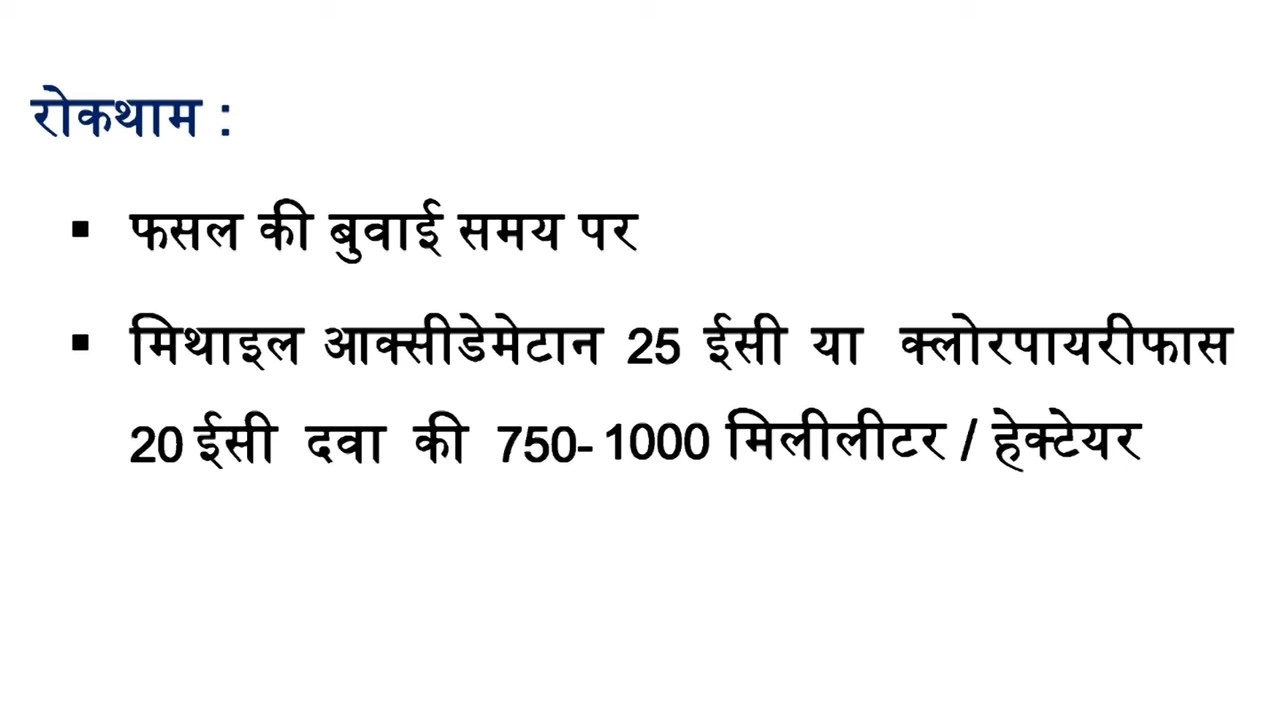 रोकथाम :
▪ फसल की बुवाई समय पर
▪ मिथाइल आक्सीडेमेटान 25 ईसी या क्लोरपायरीफास
20 ईसी दवा की 750-1000 मिलीलीटर / हेक्टेयर